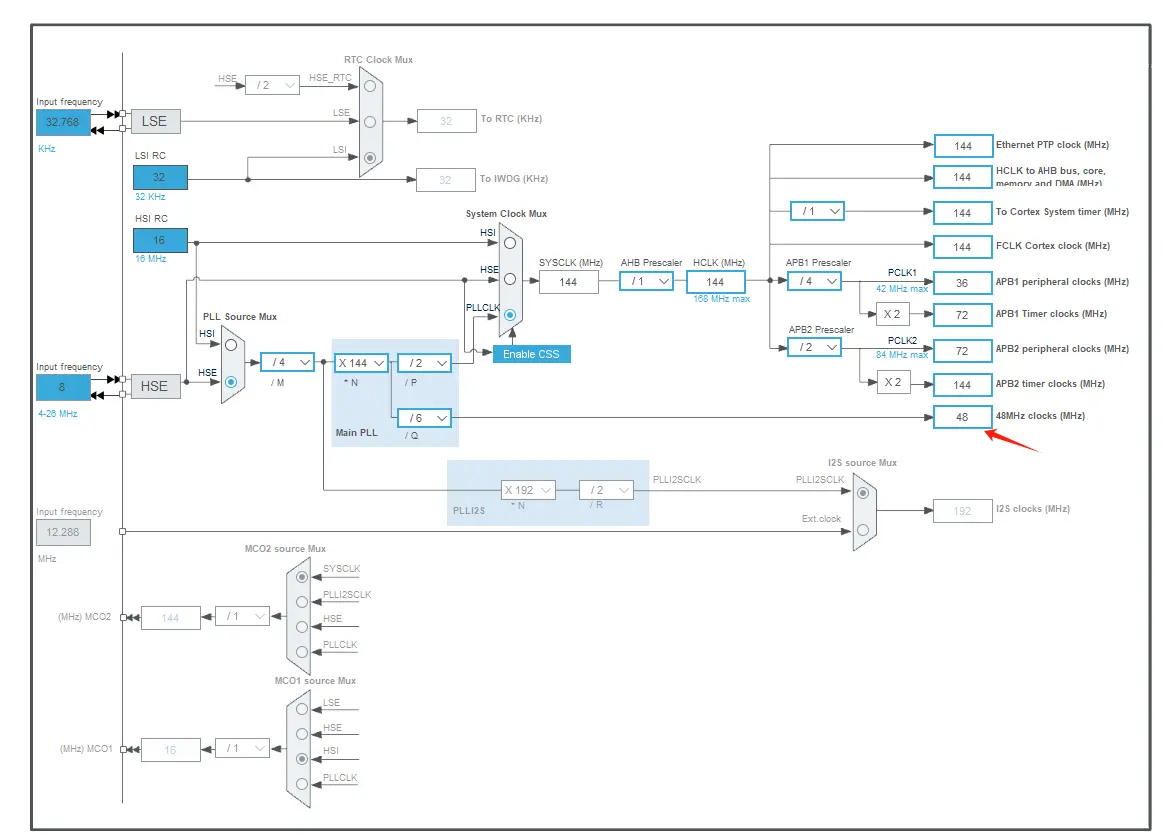 RTC Clock Mux
HSE
/ 2
HSE_RTC
Input frequency
32.768
KHz
LSE
LSE
32
To RTC (KHz)
LSI RC
LSI
32
32 KHz
32
To IWDG (KHz)
HSI RC
16
16 MHz
System Clock Mux
HSI
HSE
PLLCLK
SYSCLK (MHz)
144
AHB Prescaler
/ 1
HCLK (MHz)
144
168 MHz max
Enable CSS
144
Ethernet PTP clock (MHz)
144
HCLK to AHB bus, core,
memory and DMA (MHz)
/ 1
144
To Cortex System timer (MHz)
144
FCLK Cortex clock (MHz)
APB1 Prescaler
/ 4
PCLK1
42 MHz max
36
APB1 peripheral clocks (MHz)
X 2
72
APB1 Timer clocks (MHz)
APB2 Prescaler
/ 2
PCLK2
84 MHz max
72
APB2 peripheral clocks (MHz)
X 2
144
APB2 timer clocks (MHz)
48
48MHz clocks (MHz)
PLL Source Mux
HSI
HSE
Input frequency
8
4-26 MHz
HSE
/ 4
/ M
X 144
* N
/ 2
/ P
/ 6
/ Q
Main PLL
PLLI2S
X 192
* N
/ 2
/ R
PLLI2SCLK
I2S source Mux
PLLI2SCLK
Ext.clock
192
I2S clocks (MHz)
Input frequency
12.288
MHz
MCO2 source Mux
SYSCLK
PLLI2SCLK
HSE
PLLCLK
(MHz) MCO2
144
/ 1
MCO1 source Mux
LSE
HSE
HSI
PLLCLK
(MHz) MCO1
16
/ 1